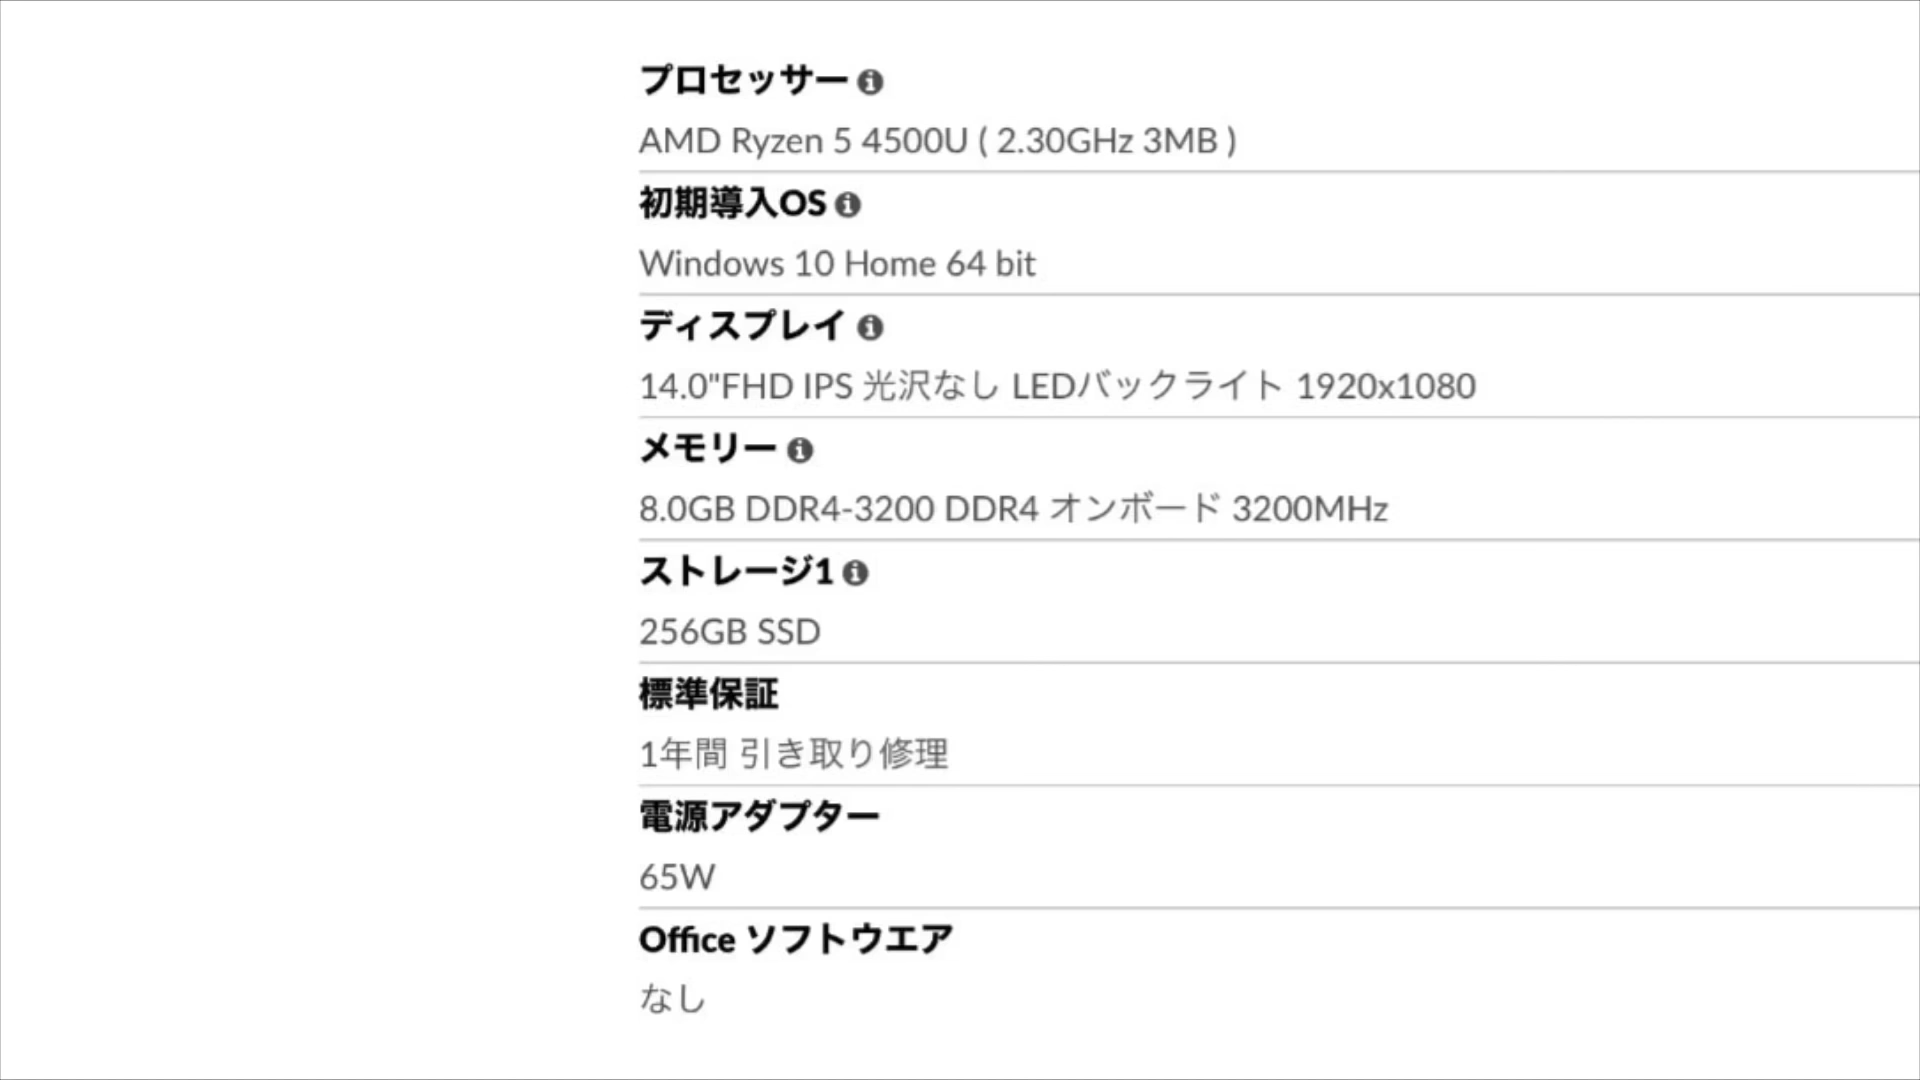 プロセッサー
AMD Ryzen 5 4500U ( 2.30GHz 3MB )
初期導入OS
Windows 10 Home 64 bit
ディスプレイ
14.0"FHD IPS 光沢なし LEDバックライト 1920x1080
メモリー
8.0GB DDR4-3200 DDR4 オンボード 3200MHz
ストレージ1
256GB SSD
標準保証
1年間 引き取り修理
電源アダプター
65W
Office ソフトウエア
なし